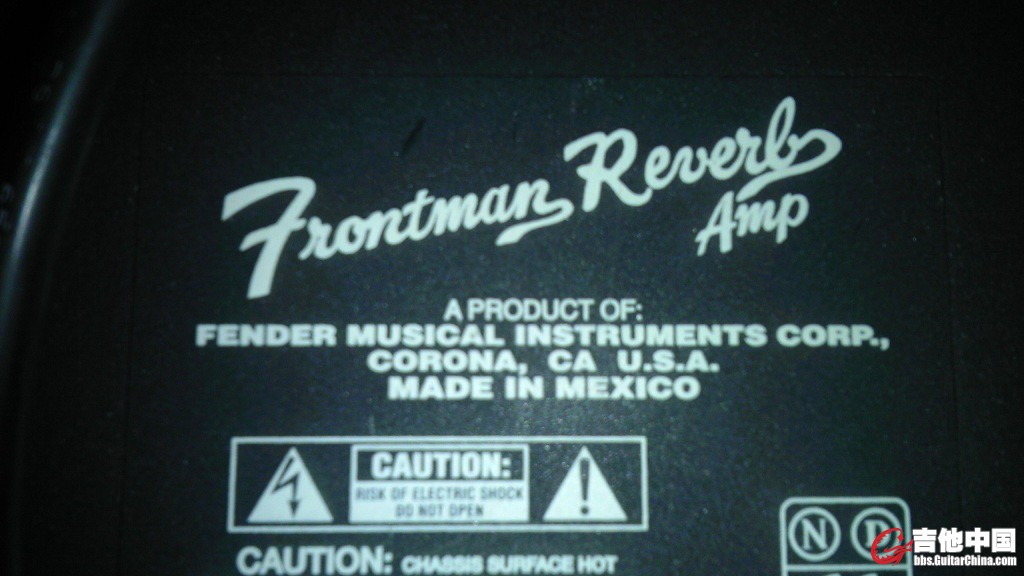 Frontman Reverb
Amp
A PRODUCT OF:
FENDER MUSICAL INSTRUMENTS CORP.,
CORONA, CA U.S.A.
MADE IN MEXICO
CAUTION:
RISK OF ELECTRIC SHOCK
DO NOT OPEN
CAUTION: CHASSIS SURFACE HOT
N D
吉他中国
bbs.GuitarChina.com